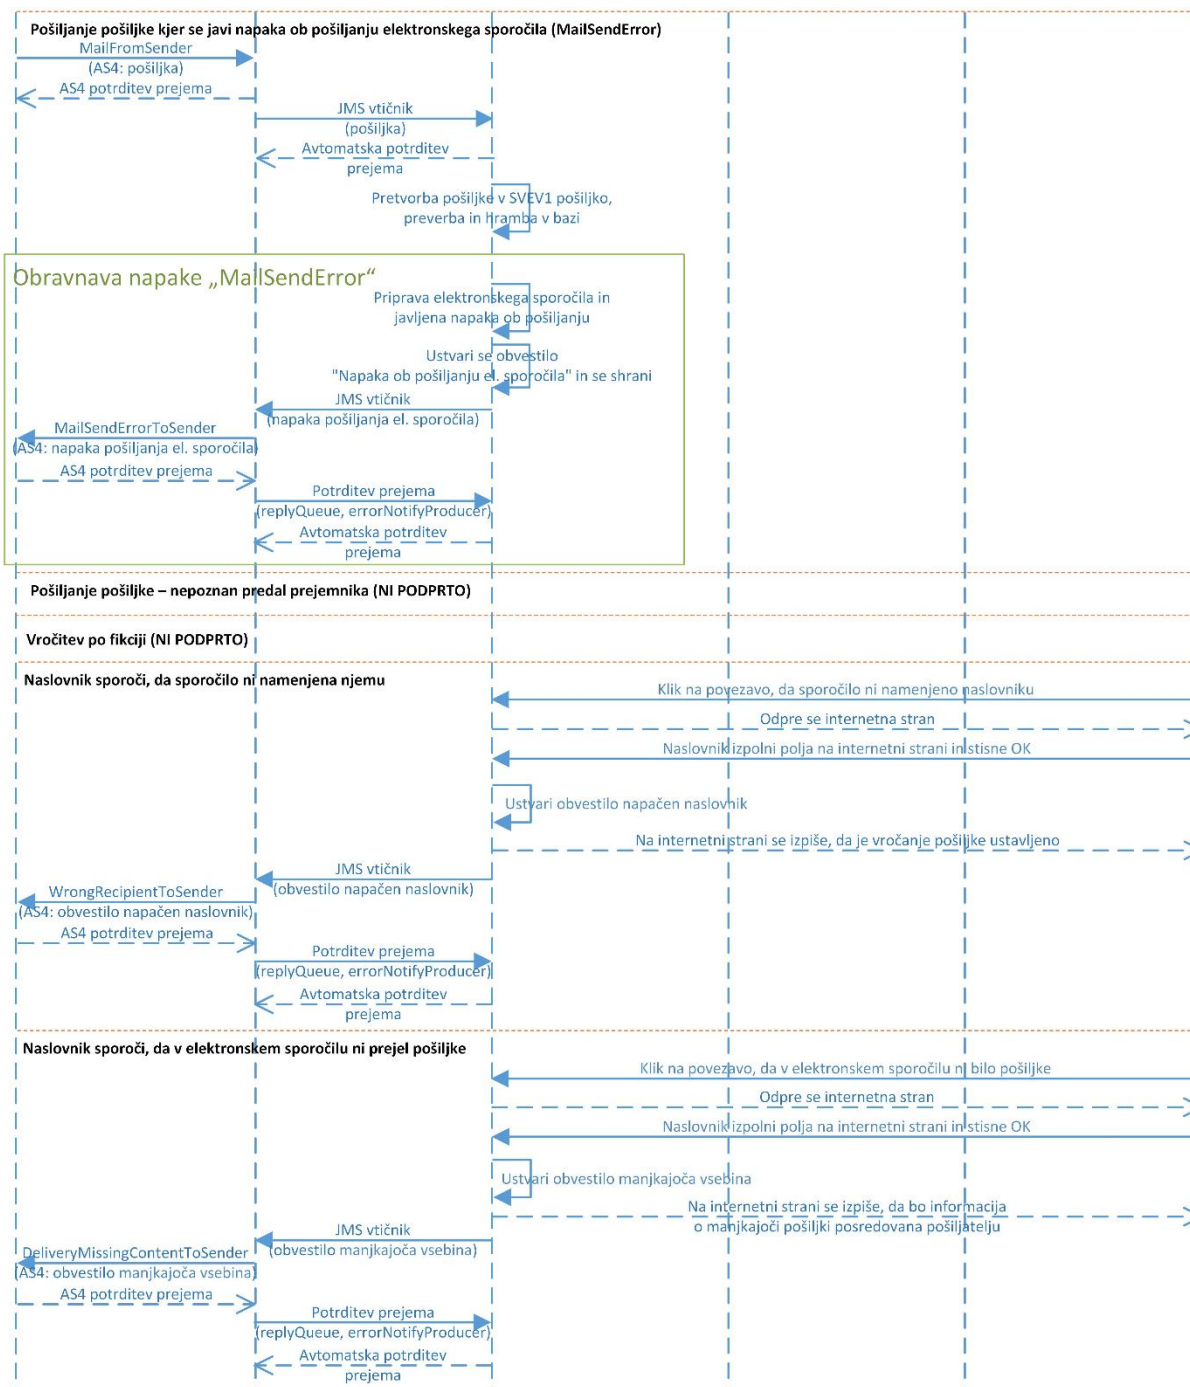 Pošiljanje pošiljke kjer se javi napaka ob pošiljanju elektronskega sporočila (MailSendError)
MailFromSender
(AS4: pošiljka)
AS4 potrditev prejema
JMS vtičnik
(pošiljka)
Avtomatska potrditev
prejema
Pretvorba pošiljke v SVEV1 pošiljko,
preverba in hramba v bazi
Obravnava napake „MailSendError“
Priprava elektronskega sporočila in
javljena napaka ob pošiljanju
Ustvari se obvestilo
"Napaka ob pošiljanju el. sporočila" in se shrani
JMS vtičnik
(napaka pošiljanja el. sporočila)
MailSendErrorToSender
(AS4: napaka pošiljanja el. sporočila)
AS4 potrditev prejema
Potrditev prejema
(replyQueue, errorNotifyProducer)
Avtomatska potrditev
prejema
Pošiljanje pošiljke – nepoznan predal prejemnika (NI PODPRTO)
Vročitev po fikciji (NI PODPRTO)
Naslovnik sporoči, da sporočilo ni namenjena njemu
Klik na povezavo, da sporočilo ni namenjeno naslovniku
Odpre se internetna stran
Naslovnik izpolni polja na internetni strani in stisne OK
Ustvari obvestilo napačen naslovnik
Na internetni strani se izpiše, da je vročanje pošiljke ustavljeno
JMS vtičnik
(obvestilo napačen naslovnik)
WrongRecipientToSender
(AS4: obvestilo napačen naslovnik)
AS4 potrditev prejema
Potrditev prejema
(replyQueue, errorNotifyProducer)
Avtomatska potrditev
prejema
Naslovnik sporoči, da v elektronskem sporočilu ni prejel pošiljke
Klik na povezavo, da v elektronskem sporočilu ni bilo pošiljke
Odpre se internetna stran
Naslovnik izpolni polja na internetni strani in stisne OK
Ustvari obvestilo manjkajoča vsebina
Na internetni strani se izpiše, da bo informacija
o manjkajoči pošiljki posredovana pošiljatelju
JMS vtičnik
(obvestilo manjkajoča vsebina)
DeliveryMissingContentToSender
(AS4: obvestilo manjkajoča vsebina)
AS4 potrditev prejema
Potrditev prejema
(replyQueue, errorNotifyProducer)
Avtomatska potrditev
prejema